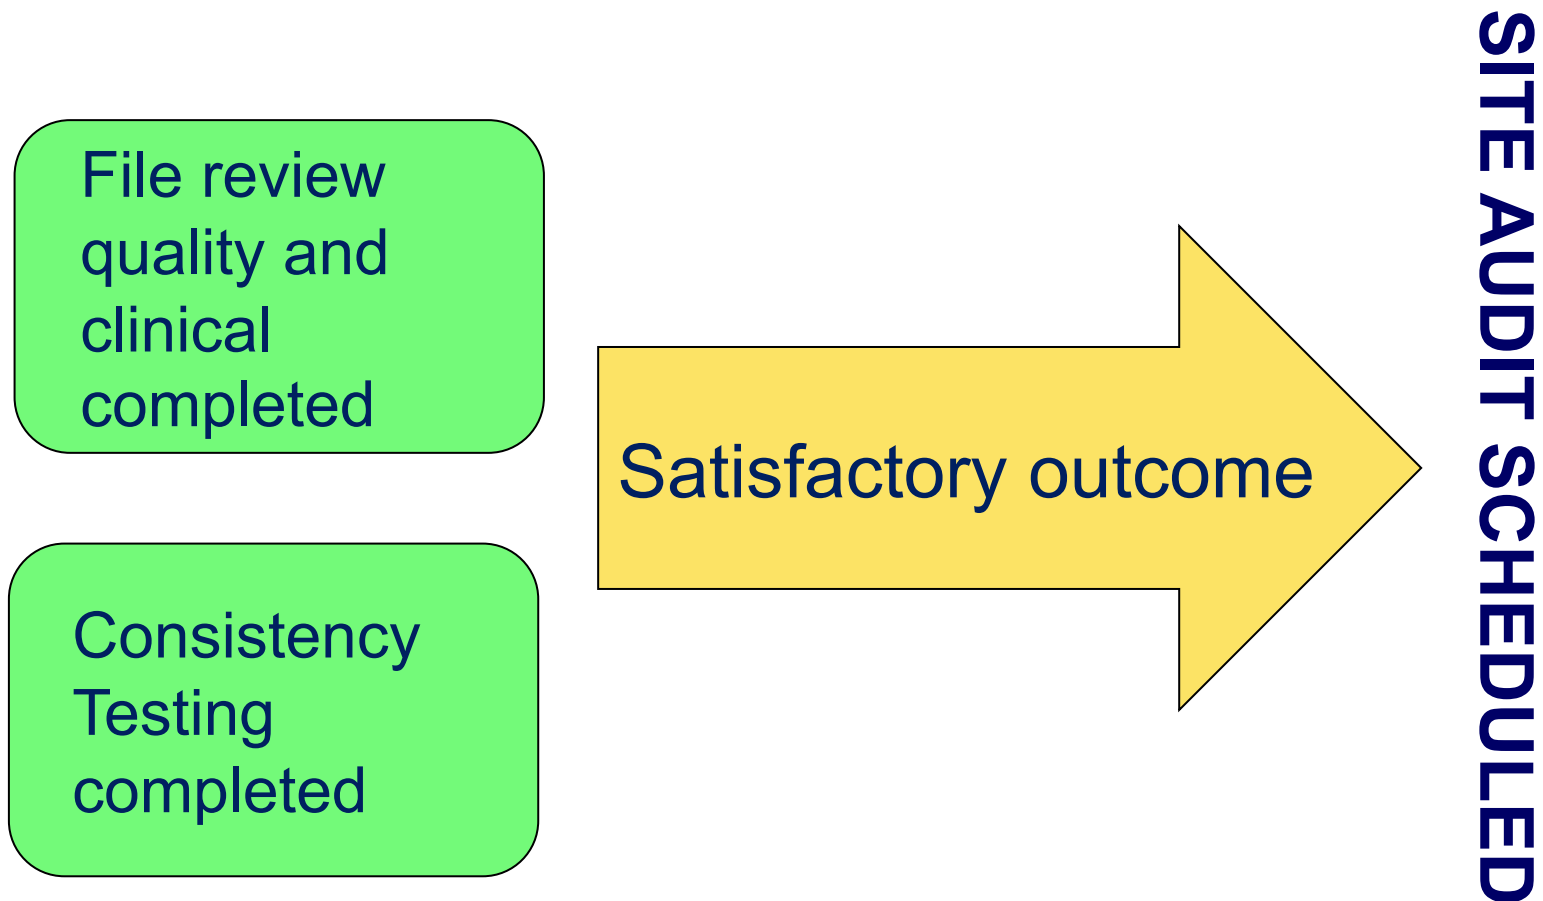 File review
quality and
clinical
completed
Consistency
Testing
completed
Satisfactory outcome
SITE AUDIT SCHEDULED